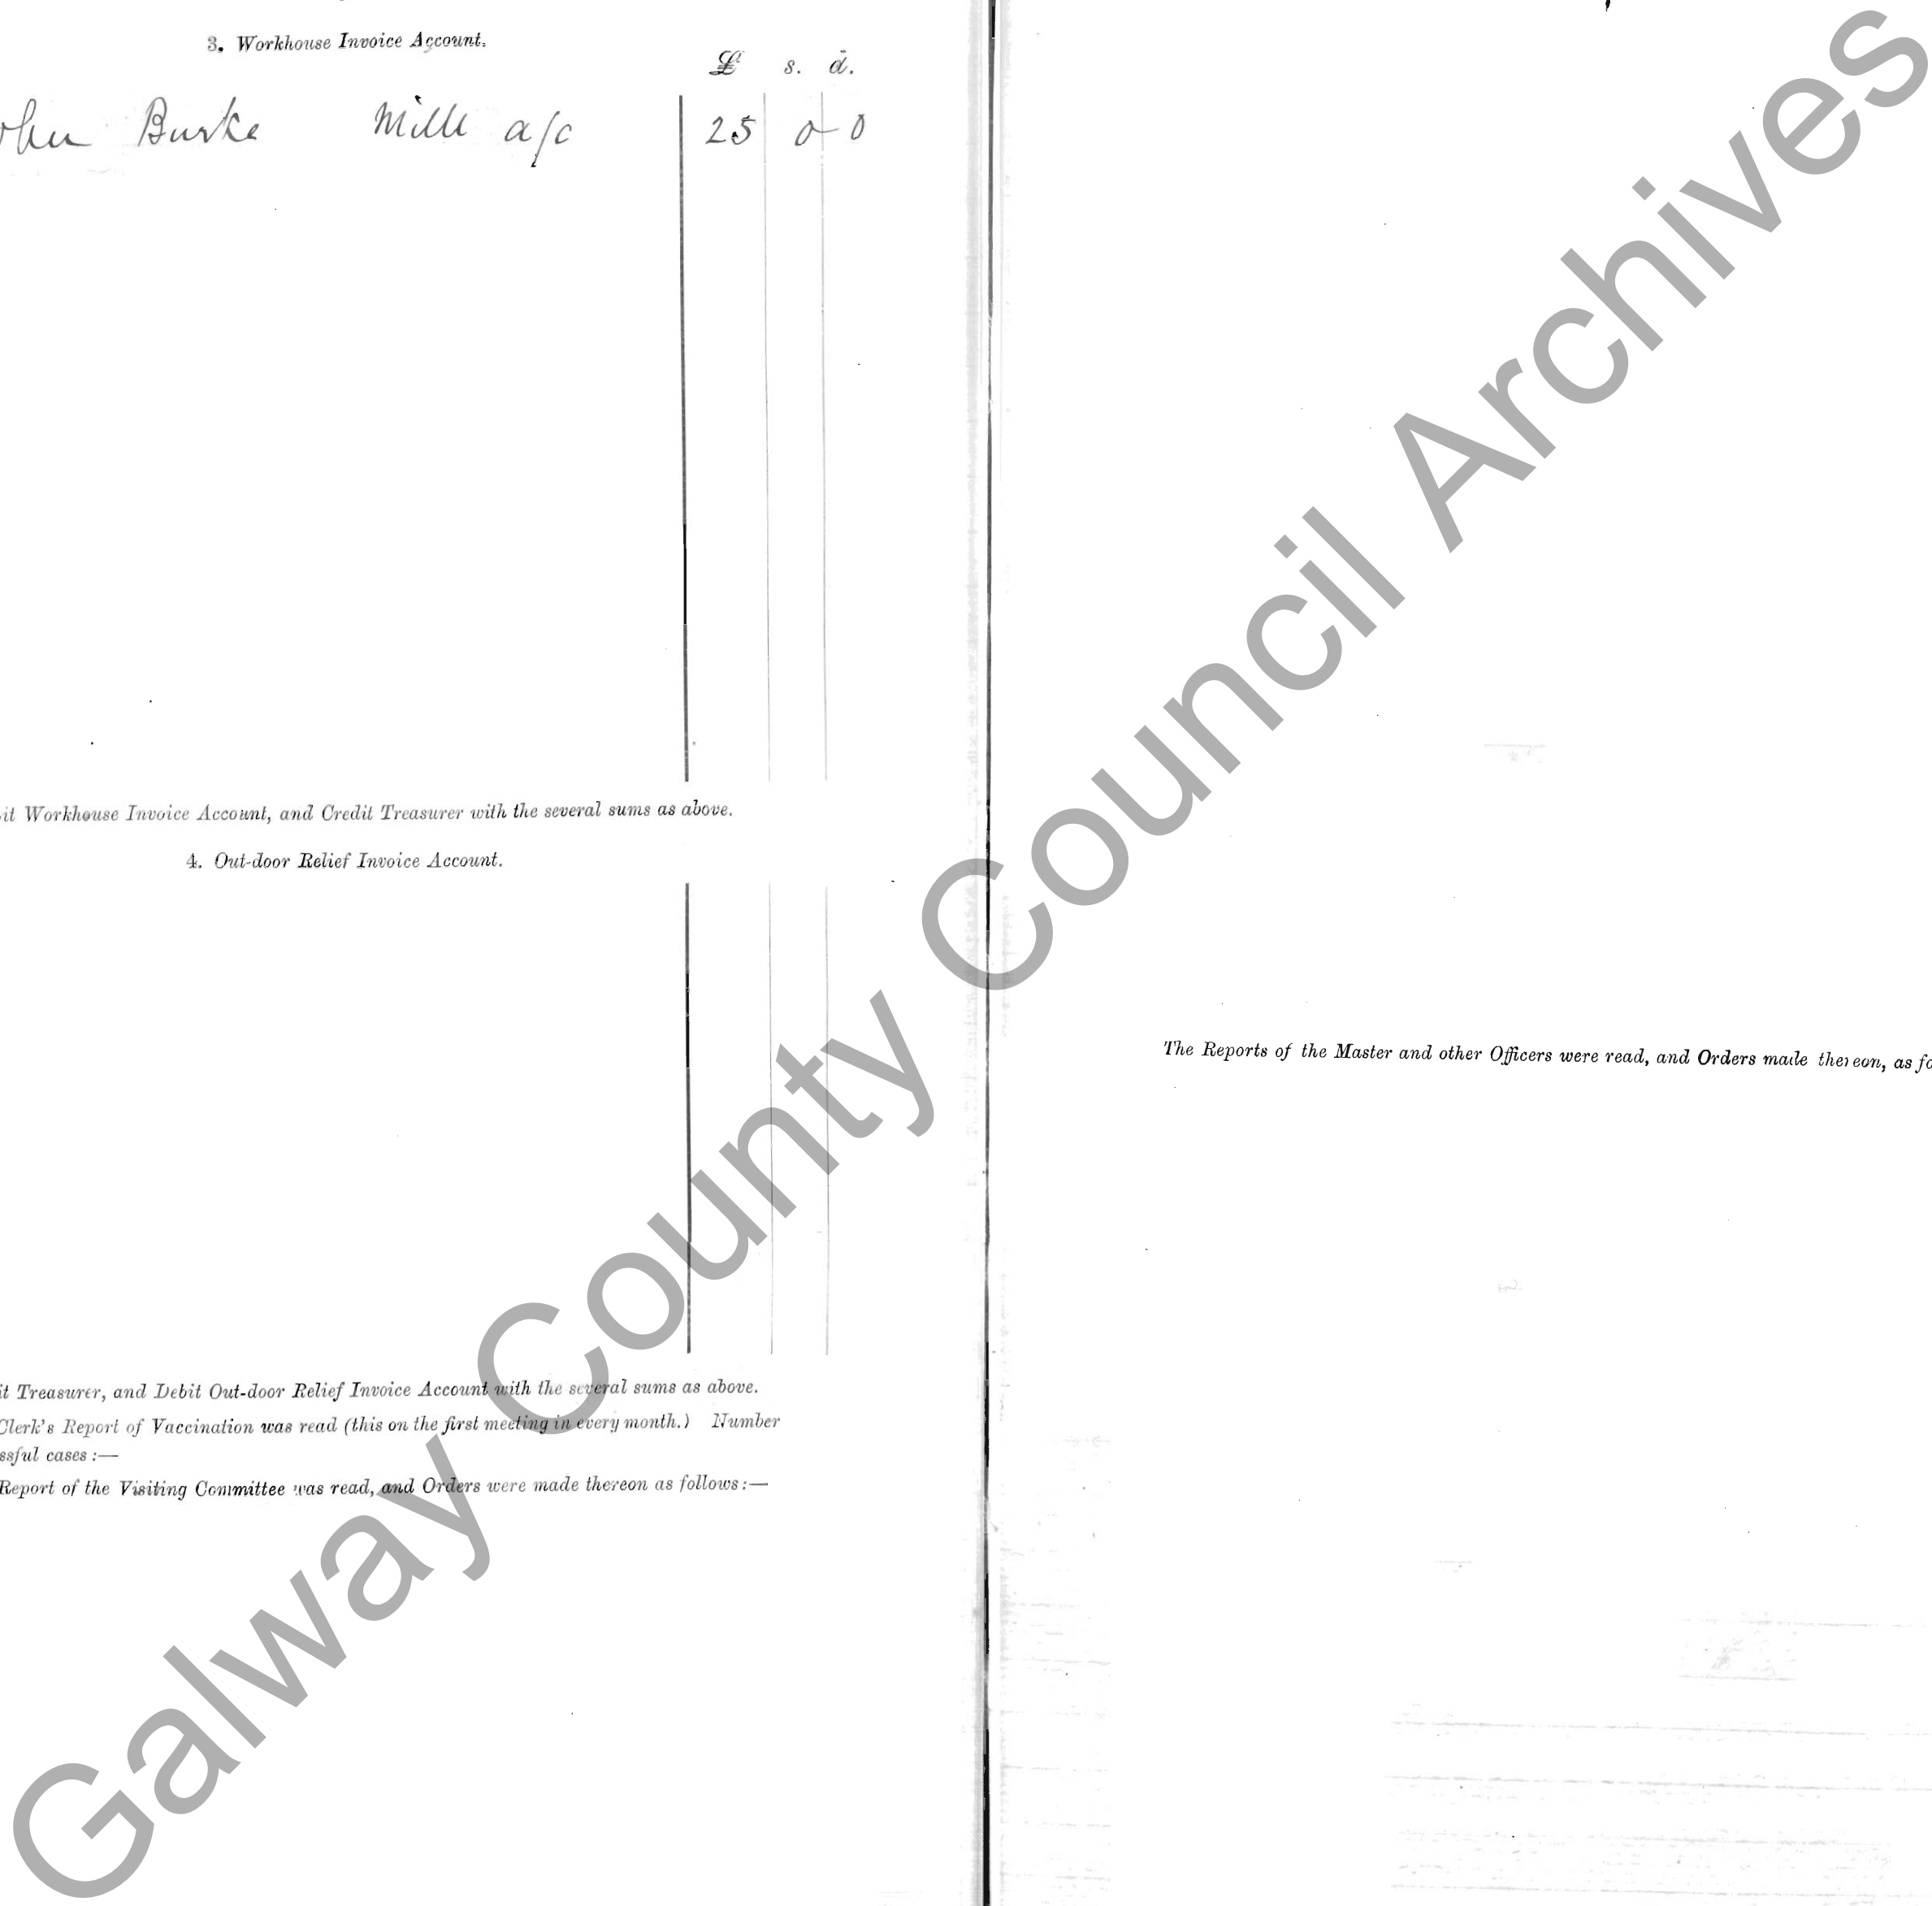 3. Workhouse Invoice Account.
£ s. d.
ohn Burke Milk a/c 25 0 0
it Workhouse Invoice Account, and Credit Treasurer with the several sums as above.
4. Out-door Relief Invoice Account.
it Treasurer, and Debit Out-door Relief Invoice Account with the several sums as above.
Clerk's Report of Vaccination was read (this on the first meeting in every month.) Number
ssful cases :—
Report of the Visiting Committee was read, and Orders were made thereon as follows :—
The Reports of the Master and other Officers were read, and Orders made thereon, as fo
Galway County Council Archives